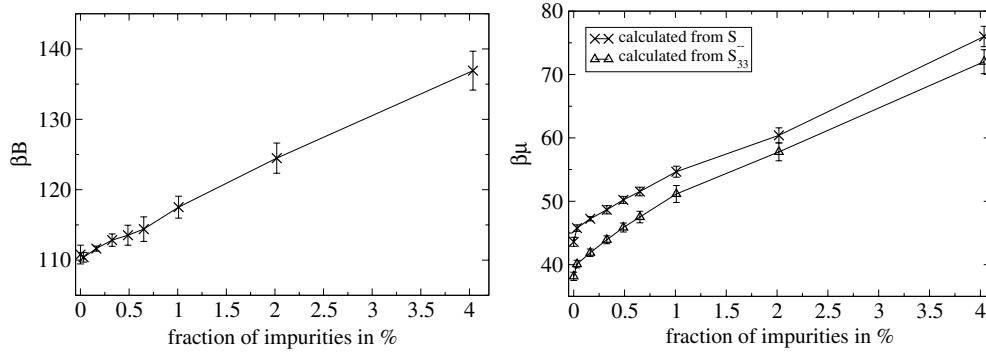 140
130
120
110
βB
0 0.5 1 1.5 2 2.5 3 3.5 4
fraction of impurities in %
80
70
60
50
40
βμ
calculated from S--
calculated from S33
0 0.5 1 1.5 2 2.5 3 3.5 4
fraction of impurities in %